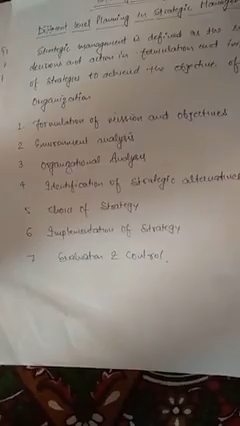 Different level Planning in Strategic Manage
Strategic management is defined as the
decisions and action in formulation and
of strategies to achieved the objective of
Organization
1. formulation of mission and objectives
2 Environment analysis
3 Organizational Analysis
4 Identification of strategic alternatives
5 Choice of Strategy
6 Implementation of Strategy
7 Evaluation & Control.